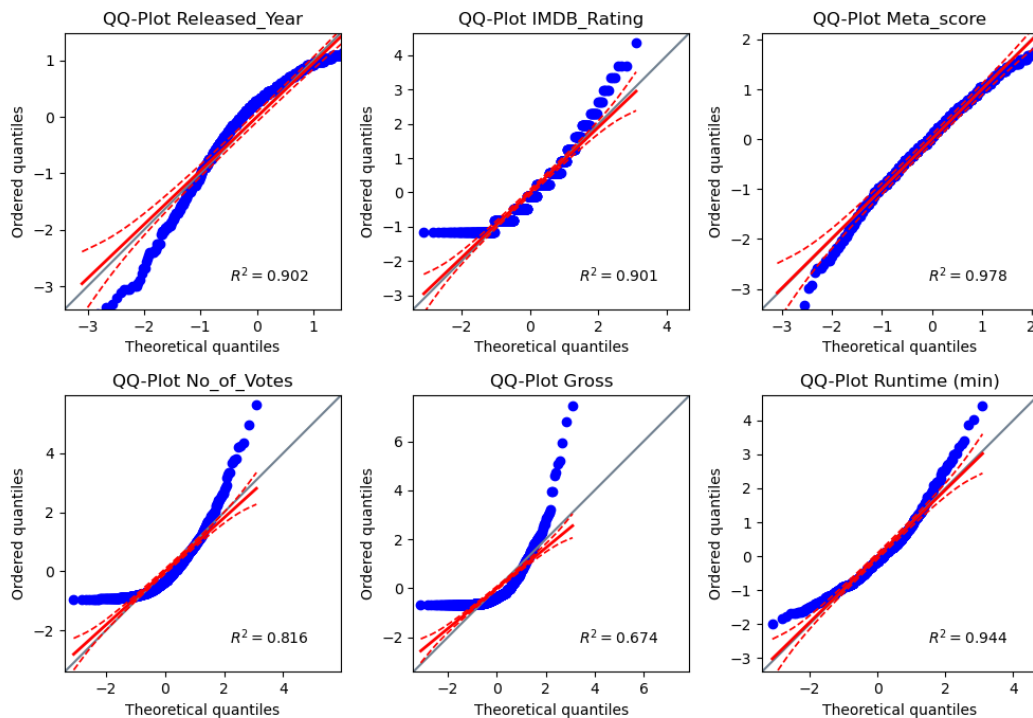 QQ-Plot Released_Year
1
0
−1
−2
−3
Ordered quantiles
R² = 0.902
−3 −2 −1 0 1
Theoretical quantiles
QQ-Plot IMDB_Rating
4
3
2
1
0
−1
−2
−3
Ordered quantiles
R² = 0.901
−2 0 2 4
Theoretical quantiles
QQ-Plot Meta_score
2
1
0
−1
−2
−3
Ordered quantiles
R² = 0.978
−3 −2 −1 0 1 2
Theoretical quantiles
QQ-Plot No_of_Votes
4
2
0
−2
Ordered quantiles
R² = 0.816
−2 0 2 4
Theoretical quantiles
QQ-Plot Gross
6
4
2
0
−2
Ordered quantiles
R² = 0.674
−2 0 2 4 6
Theoretical quantiles
QQ-Plot Runtime (min)
4
3
2
1
0
−1
−2
−3
Ordered quantiles
R² = 0.944
−2 0 2 4
Theoretical quantiles